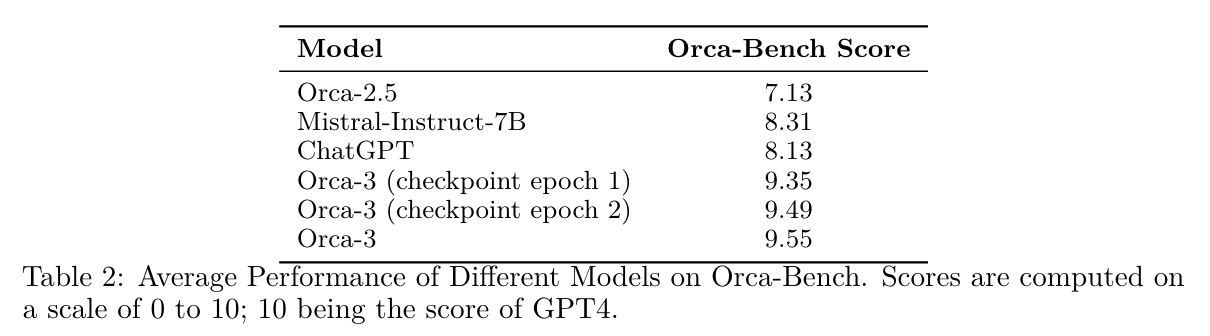 Model Orca-Bench Score
Orca-2.5 7.13
Mistral-Instruct-7B 8.31
ChatGPT 8.13
Orca-3 (checkpoint epoch 1) 9.35
Orca-3 (checkpoint epoch 2) 9.49
Orca-3 9.55
Table 2: Average Performance of Different Models on Orca-Bench. Scores are computed on
a scale of 0 to 10; 10 being the score of GPT4.